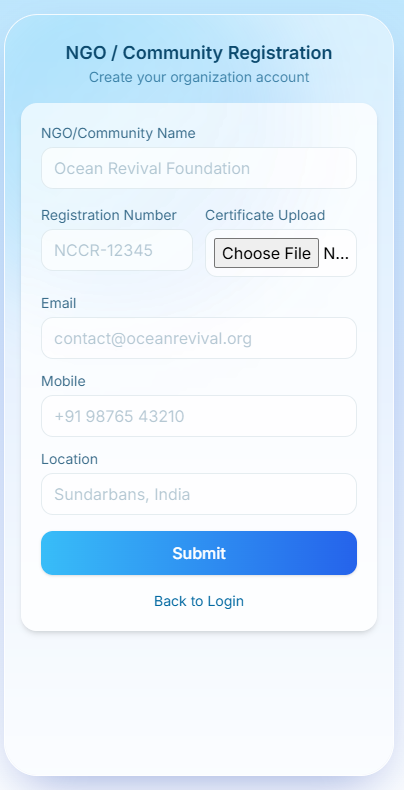 NGO / Community Registration
Create your organization account
NGO/Community Name
Ocean Revival Foundation
Registration Number Certificate Upload
NCCR-12345 Choose File N...
Email
contact@oceanrevival.org
Mobile
+91 98765 43210
Location
Sundarbans, India
Submit
Back to Login